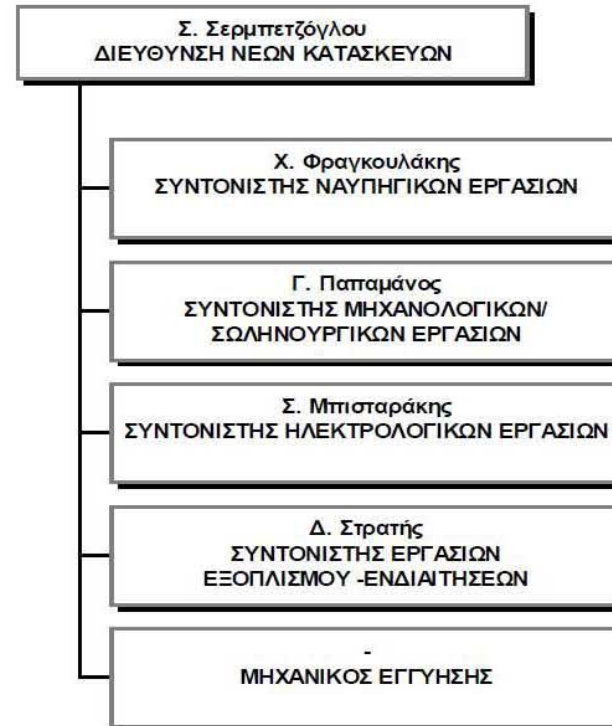 Σ. Σερμπετζόγλου
ΔΙΕΥΘΥΝΣΗ ΝΕΩΝ ΚΑΤΑΣΚΕΥΩΝ
Χ. Φραγκουλάκης
ΣΥΝΤΟΝΙΣΤΗΣ ΝΑΥΠΗΓΙΚΩΝ ΕΡΓΑΣΙΩΝ
Γ. Παπαμάνος
ΣΥΝΤΟΝΙΣΤΗΣ ΜΗΧΑΝΟΛΟΓΙΚΩΝ/
ΣΩΛΗΝΟΥΡΓΙΚΩΝ ΕΡΓΑΣΙΩΝ
Σ. Μπισταράκης
ΣΥΝΤΟΝΙΣΤΗΣ ΗΛΕΚΤΡΟΛΟΓΙΚΩΝ ΕΡΓΑΣΙΩΝ
Δ. Στρατής
ΣΥΝΤΟΝΙΣΤΗΣ ΕΡΓΑΣΙΩΝ
ΕΞΟΠΛΙΣΜΟΥ -ΕΝΔΙΑΙΤΗΣΕΩΝ
-
ΜΗΧΑΝΙΚΟΣ ΕΓΓΥΗΣΗΣ